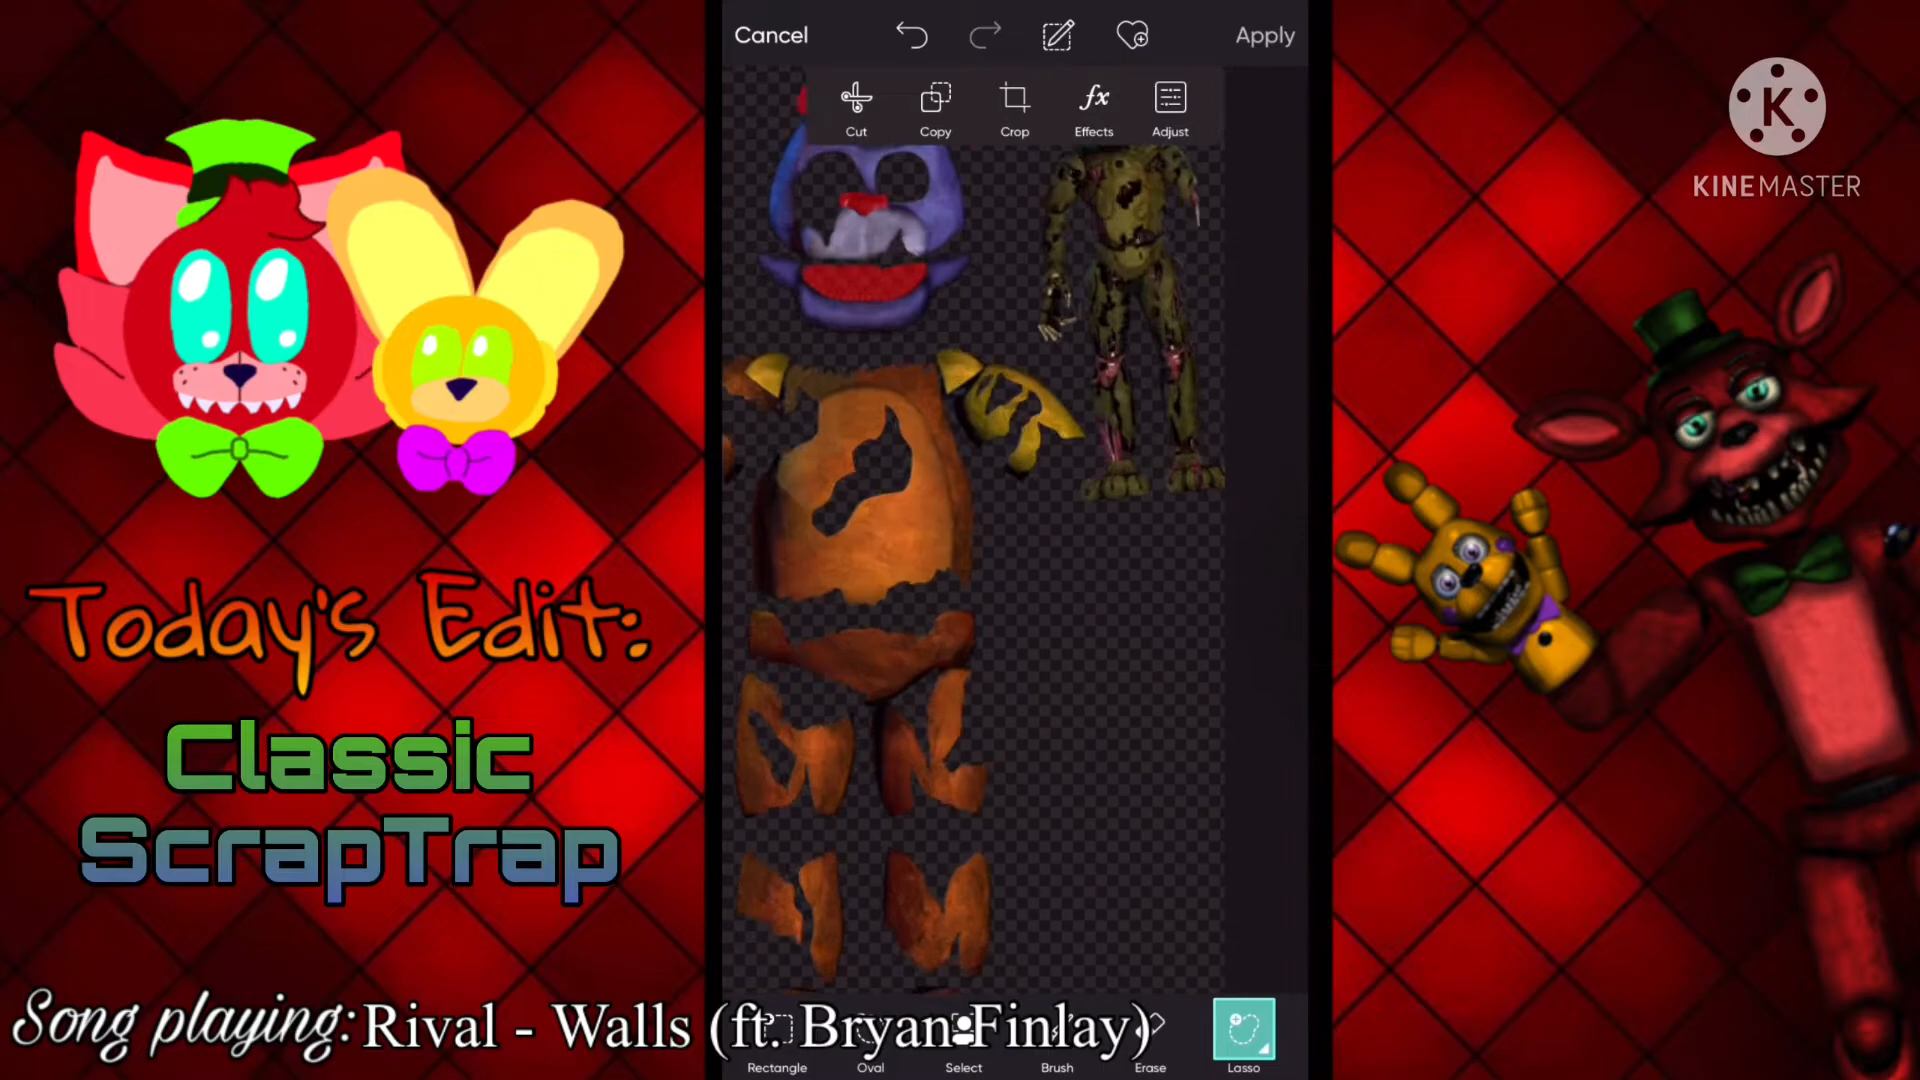 Cancel
Apply
Cut
Copy
Crop
fx
Effects
Adjust
K
KINEMASTER
Today's Edit:
Classic
ScrapTrap
Song playing: Rival - Walls (ft. Bryan Finlay)
Rectangle
Oval
Select
Brush
Erase
Lasso